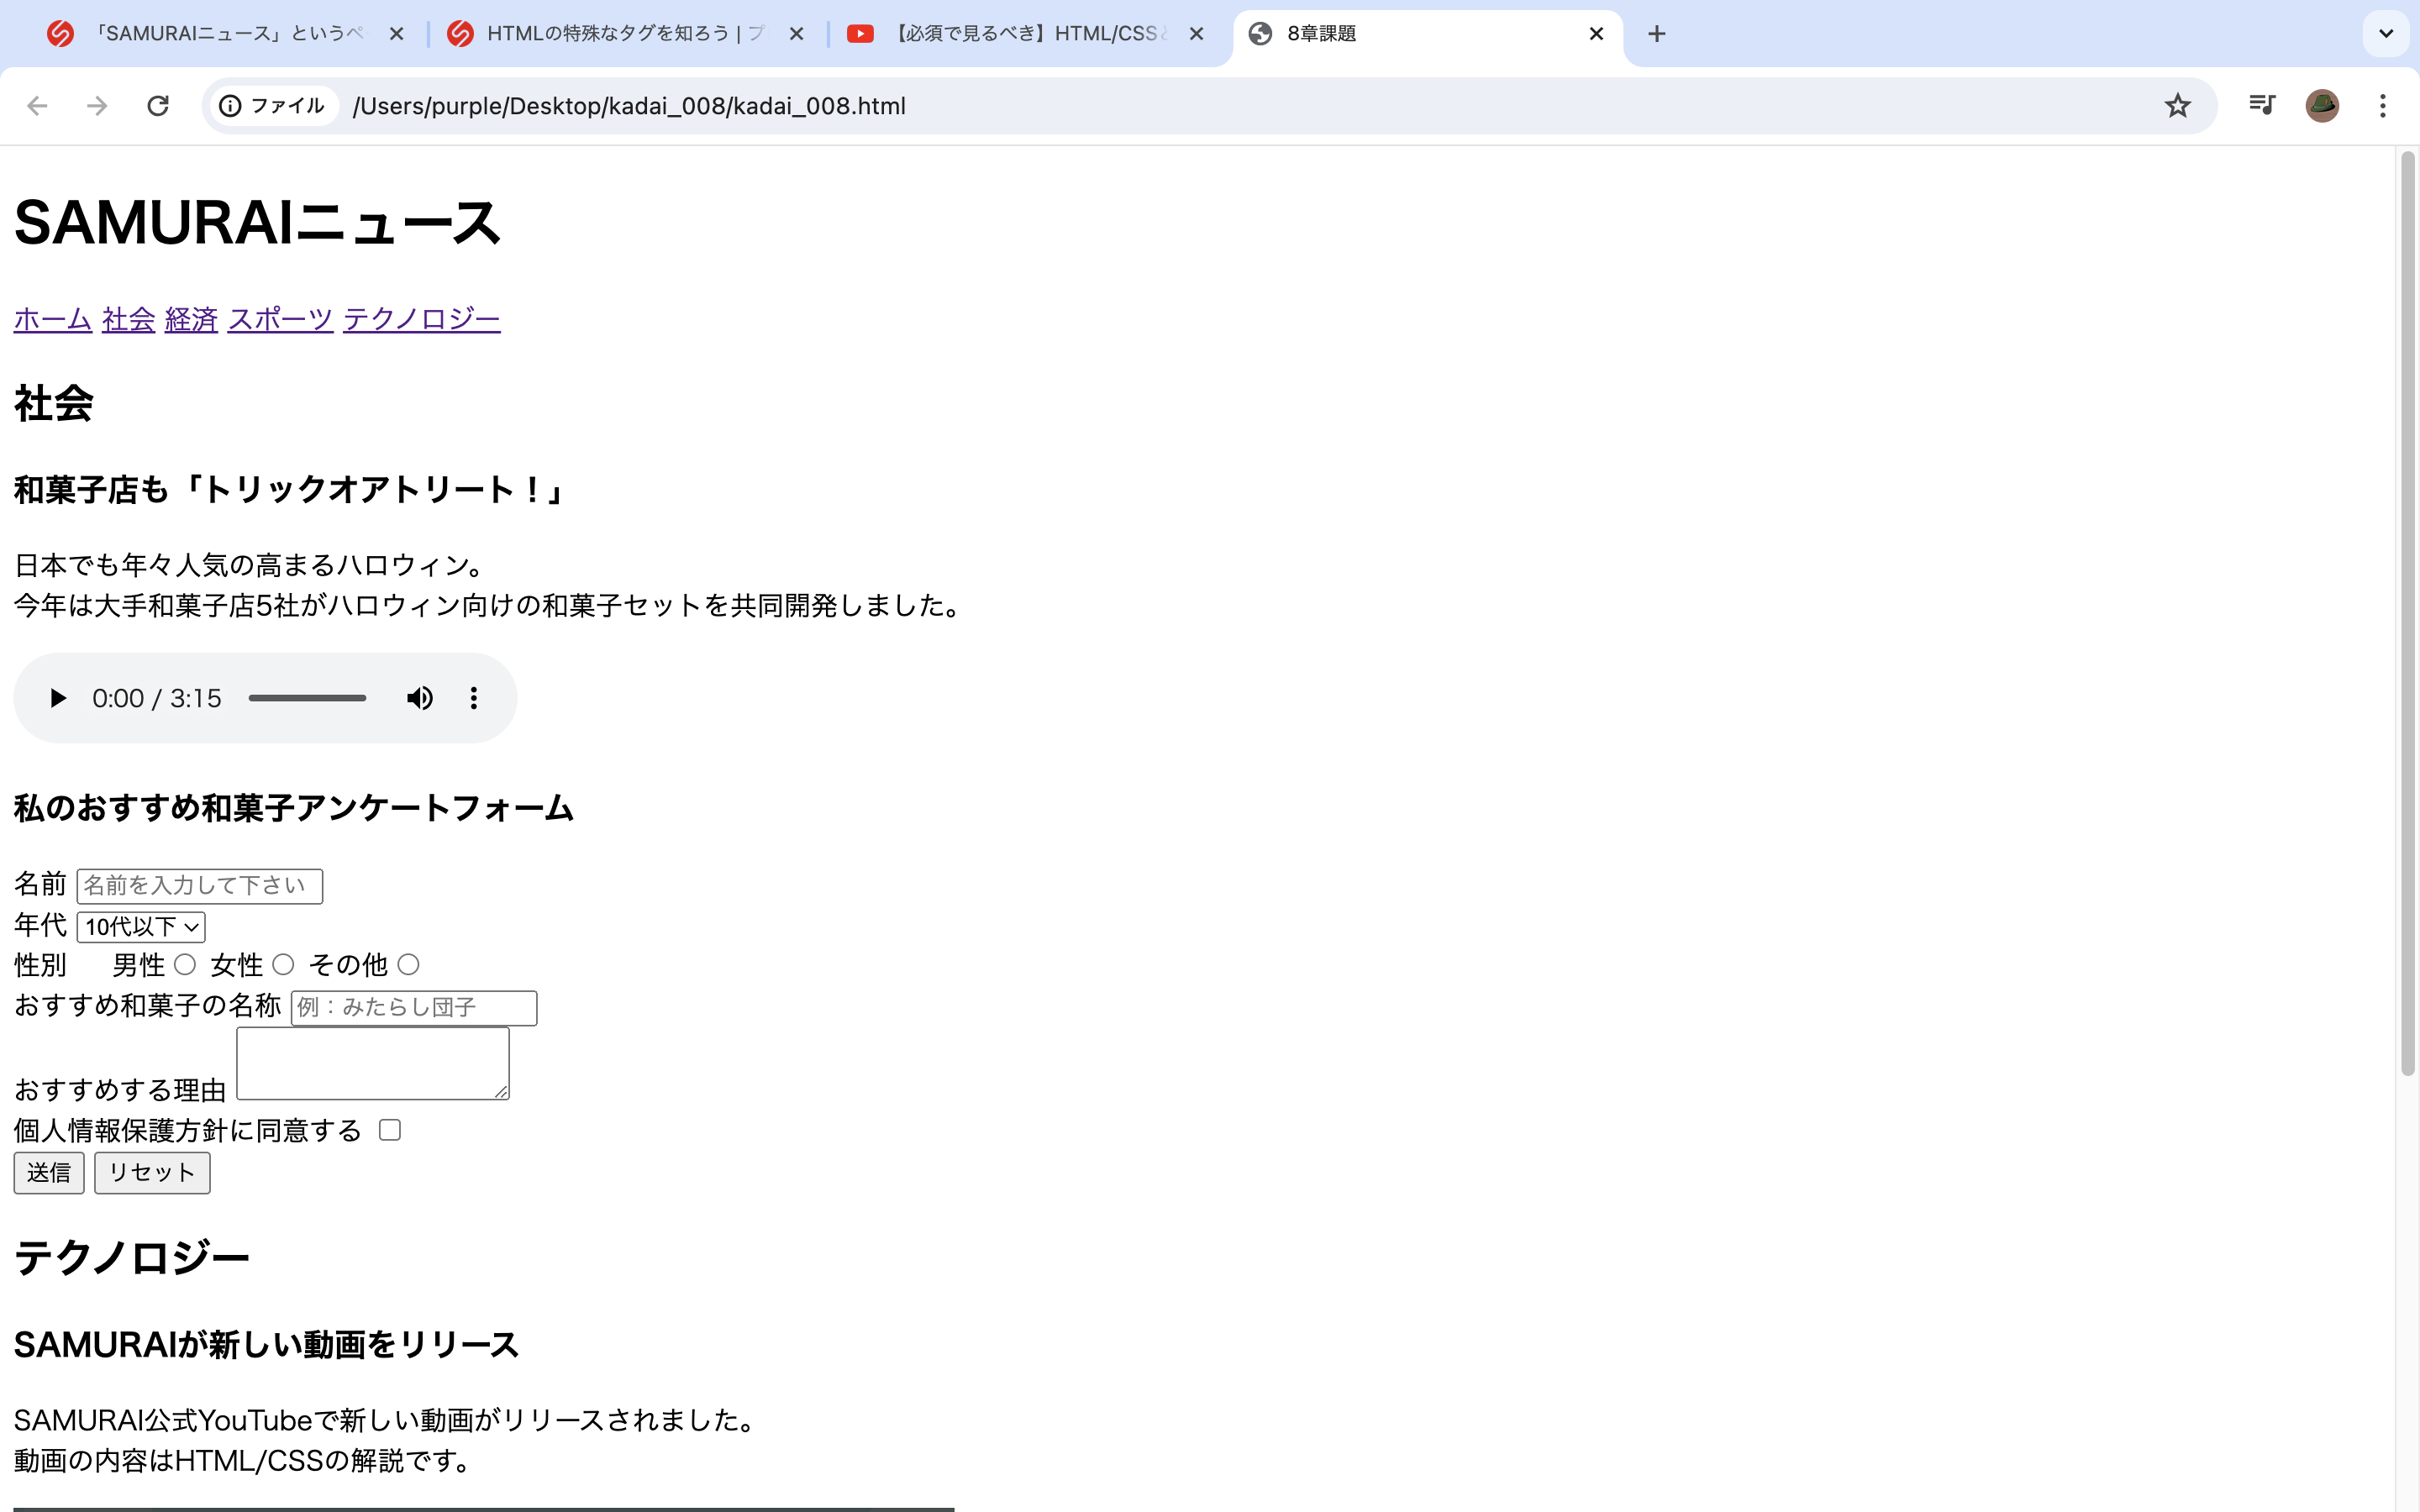 「SAMURAIニュース」というペ
HTMLの特殊なタグを知ろう | プ
【必須で見るべき】HTML/CSSと
8章課題
ファイル /Users/purple/Desktop/kadai_008/kadai_008.html
SAMURAIニュース
ホーム 社会 経済 スポーツ テクノロジー
社会
和菓子店も「トリックオアトリート！」
日本でも年々人気の高まるハロウィン。
今年は大手和菓子店5社がハロウィン向けの和菓子セットを共同開発しました。
0:00 / 3:15
私のおすすめ和菓子アンケートフォーム
名前 名前を入力して下さい
年代 10代以下
性別 男性 女性 その他
おすすめ和菓子の名称 例：みたらし団子
おすすめする理由
個人情報保護方針に同意する
送信 リセット
テクノロジー
SAMURAIが新しい動画をリリース
SAMURAI公式YouTubeで新しい動画がリリースされました。
動画の内容はHTML/CSSの解説です。